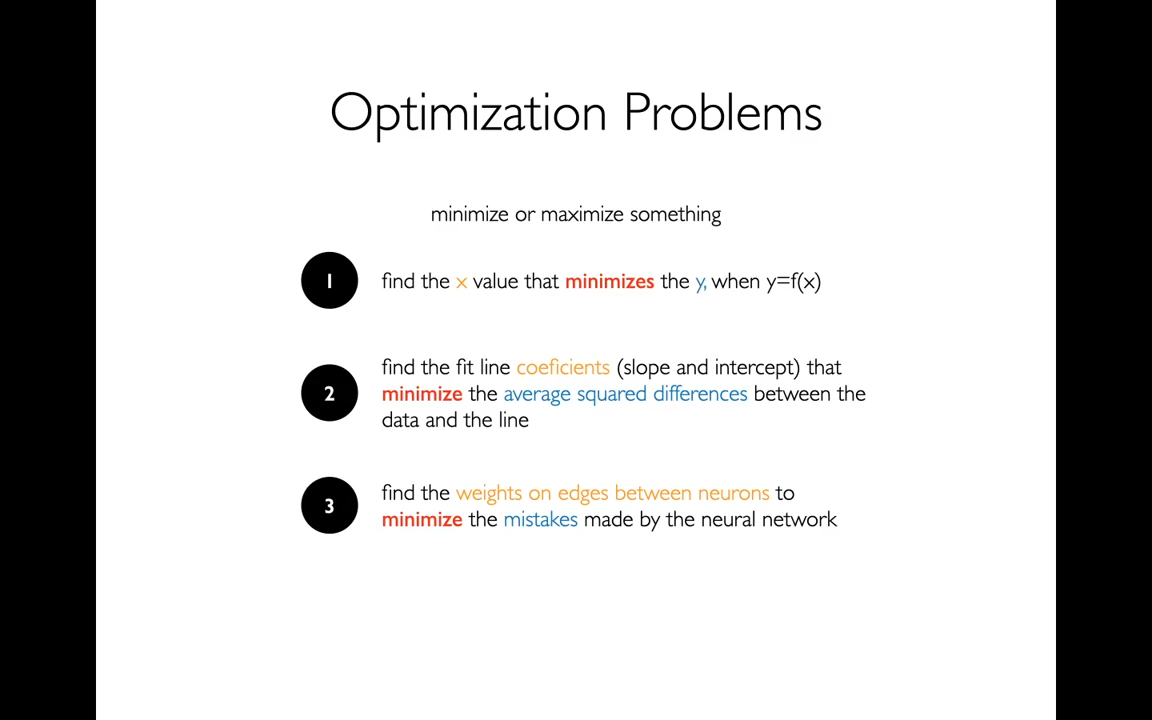 Optimization Problems
minimize or maximize something
1
find the x value that minimizes the y, when y=f(x)
2
find the fit line coeficients (slope and intercept) that
minimize the average squared differences between the
data and the line
3
find the weights on edges between neurons to
minimize the mistakes made by the neural network